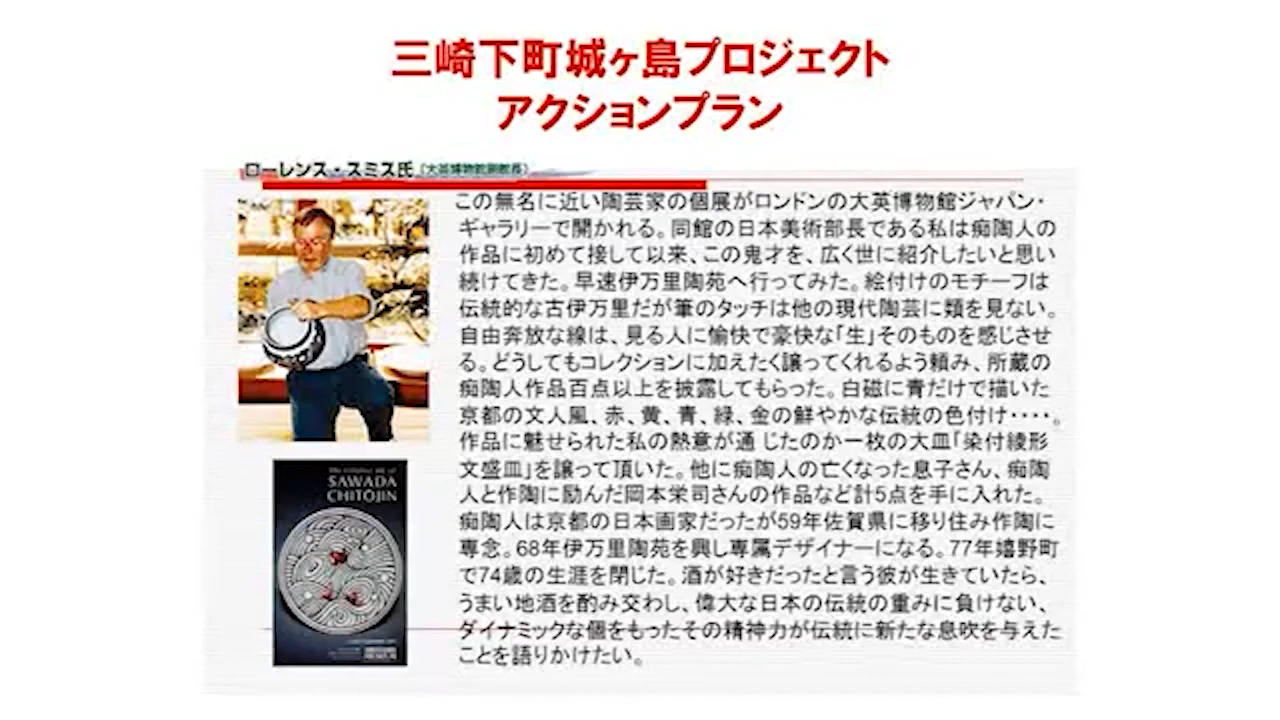 三崎下町城ヶ島プロジェクト
アクションプラン
ローレンス・スミス氏（大英博物館副館長）
この無名に近い陶芸家の個展がロンドンの大英博物館ジャパン・
ギャラリーで開かれる。同館の日本美術部長である私は痴陶人の
作品に初めて接して以来、この鬼才を、広く世に紹介したいと思い
続けてきた。早速伊万里陶苑へ行ってみた。絵付けのモチーフは
伝統的な古伊万里だが筆のタッチは他の現代陶芸に類を見ない。
自由奔放な線は、見る人に愉快で豪快な「生」そのものを感じさせ
る。どうしてもコレクションに加えたく譲ってくれるよう頼み、所蔵の
痴陶人作品百点以上を披露してもらった。白磁に青だけで描いた
京都の文人風、赤、黄、青、緑、金の鮮やかな伝統の色付け････。
作品に魅せられた私の熱意が通 じたのか一枚の大皿「染付綾形
文盛皿」を譲って頂いた。他に痴陶人の亡くなった息子さん、痴陶
人と作陶に励んだ岡本栄司さんの作品など計5点を手に入れた。
痴陶人は京都の日本画家だったが59年佐賀県に移り住み作陶に
専念。68年伊万里陶苑を興し専属デザイナーになる。77年嬉野町
で74歳の生涯を閉じた。酒が好きだったと言う彼が生きていたら、
うまい地酒を酌み交わし、偉大な日本の伝統の重みに負けない、
ダイナミックな個をもったその精神力が伝統に新たな息吹を与えた
ことを語りかけたい。
SAWADA
CHITOJIN